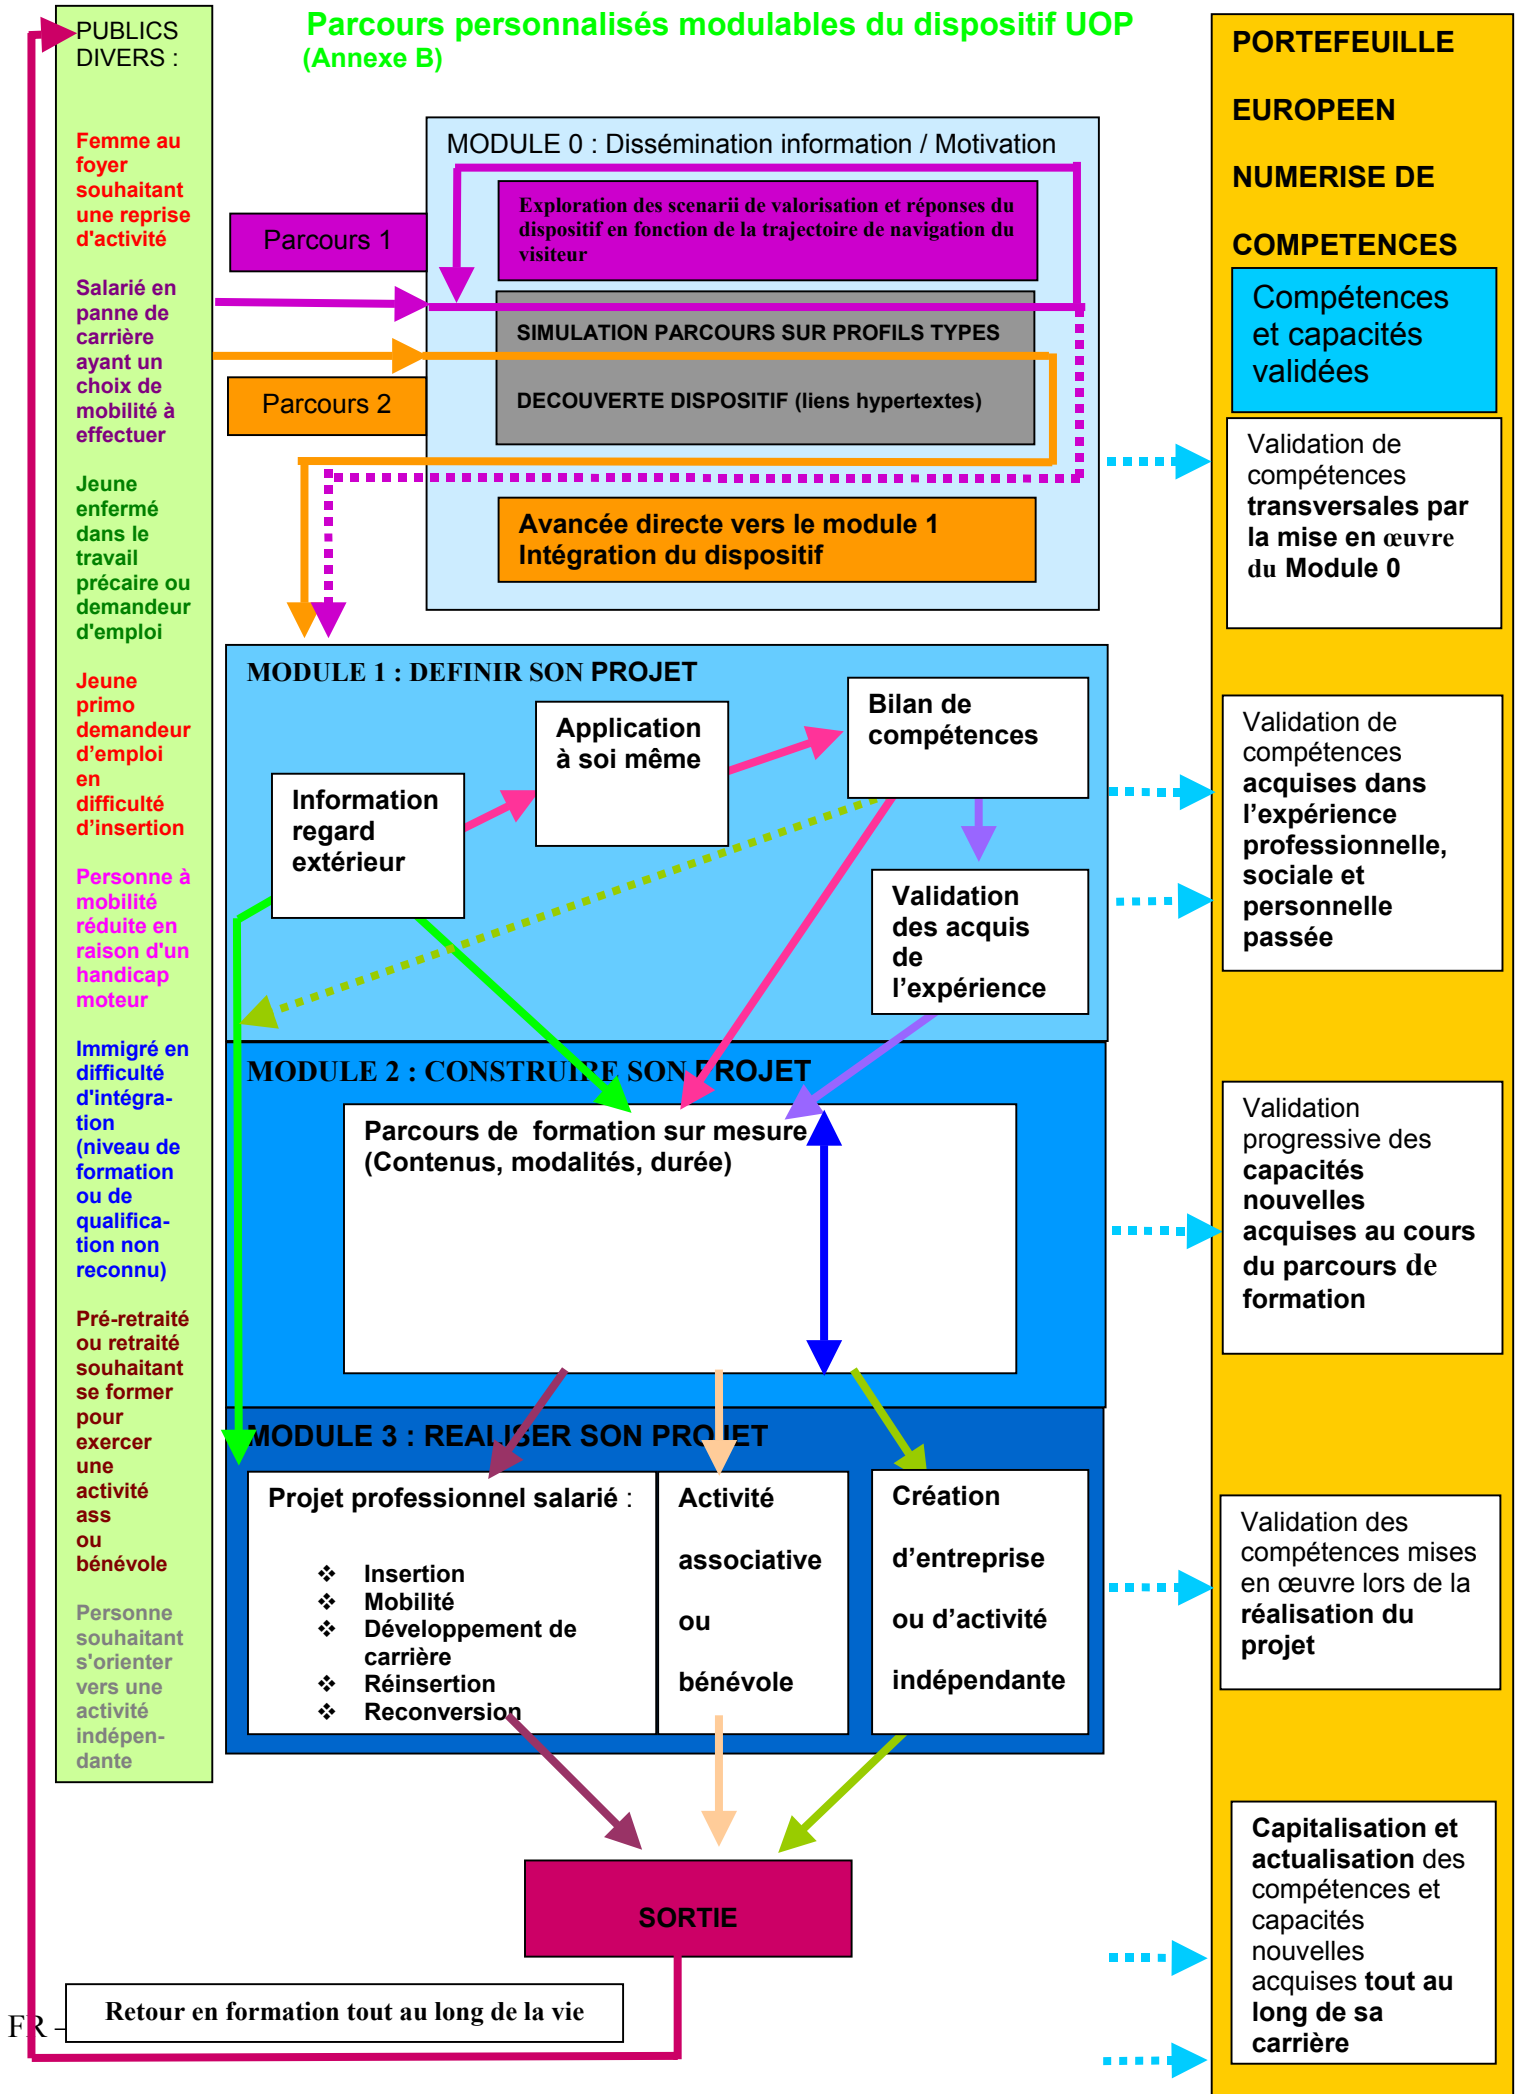 Parcours personnalisés modulables du dispositif UOP
(Annexe B)
PUBLICS
DIVERS :
Femme au
foyer
souhaitant
une reprise
d'activité
Salarié en
panne de
carrière
ayant un
choix de
mobilité à
effectuer
Jeune
enfermé
dans le
travail
précaire ou
demandeur
d'emploi
Jeune
primo
demandeur
d’emploi
en
difficulté
d’insertion
Personne à
mobilité
réduite en
raison d'un
handicap
moteur
Immigré en
difficulté
d'intégra-
tion
(niveau de
formation
ou de
qualifica-
tion non
reconnu)
Pré-retraité
ou retraité
souhaitant
se former
pour
exercer
une
activité
ass
ou
bénévole
Personne
souhaitant
s'orienter
vers une
activité
indépen-
dante
MODULE 0 : Dissémination information / Motivation
Parcours 1
Exploration des scenarii de valorisation et réponses du
dispositif en fonction de la trajectoire de navigation du
visiteur
SIMULATION PARCOURS SUR PROFILS TYPES
Parcours 2
DECOUVERTE DISPOSITIF (liens hypertextes)
Avancée directe vers le module 1
Intégration du dispositif
MODULE 1 : DEFINIR SON PROJET
Information
regard
extérieur
Application
à soi même
Bilan de
compétences
Validation
des acquis
de
l’expérience
MODULE 2 : CONSTRUIRE SON PROJET
Parcours de  formation sur mesure
(Contenus, modalités, durée)
MODULE 3 : REALISER SON PROJET
Projet professionnel salarié :
❖ Insertion
❖ Mobilité
❖ Développement de
carrière
❖ Réinsertion
❖ Reconversion
Activité
associative
ou
bénévole
Création
d’entreprise
ou d’activité
indépendante
SORTIE
Retour en formation tout au long de la vie
FR –
PORTEFEUILLE
EUROPEEN
NUMERISE DE
COMPETENCES
Compétences
et capacités
validées
Validation de
compétences
transversales par
la mise en œuvre
du Module 0
Validation de
compétences
acquises dans
l’expérience
professionnelle,
sociale et
personnelle
passée
Validation
progressive des
capacités
nouvelles
acquises au cours
du parcours de
formation
Validation des
compétences mises
en œuvre lors de la
réalisation du
projet
Capitalisation et
actualisation des
compétences et
capacités
nouvelles
acquises tout au
long de sa
carrière